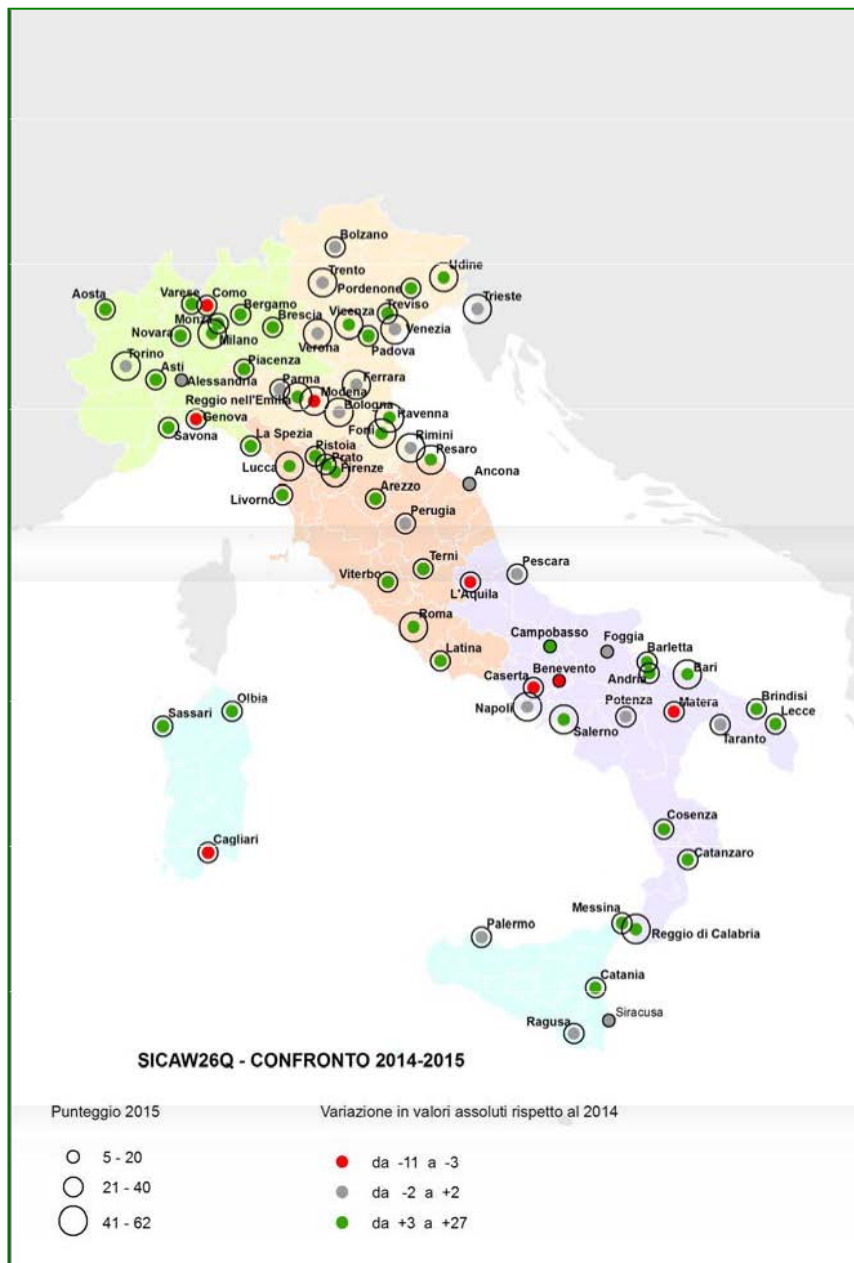 Bolzano
Trento
Udine
Pordenone
Aosta
Varese
Como
Bergamo
Vicenza
Treviso
Trieste
Monza
Brescia
Novara
Milano
Venezia
Verona
Padova
Torino
Asti
Piacenza
Alessandria
Parma
Ferrara
Reggio nell'Emilia
Modena
Bologna
Genova
Ravenna
Savona
Forlì
La Spezia
Pistoia
Rimini
Prato
Pesaro
Lucca
Firenze
Ancona
Livorno
Arezzo
Perugia
Terni
Pescara
Viterbo
L'Aquila
Roma
Campobasso
Foggia
Latina
Barletta
Benevento
Bari
Caserta
Andria
Olbia
Potenza
Matera
Brindisi
Sassari
Napoli
Salerno
Lecce
Taranto
Cosenza
Cagliari
Catanzaro
Messina
Palermo
Reggio di Calabria
Catania
Siracusa
Ragusa
SICAW26Q - CONFRONTO 2014-2015
Punteggio 2015
5 - 20
21 - 40
41 - 62
Variazione in valori assoluti rispetto al 2014
da -11 a -3
da -2 a +2
da +3 a +27